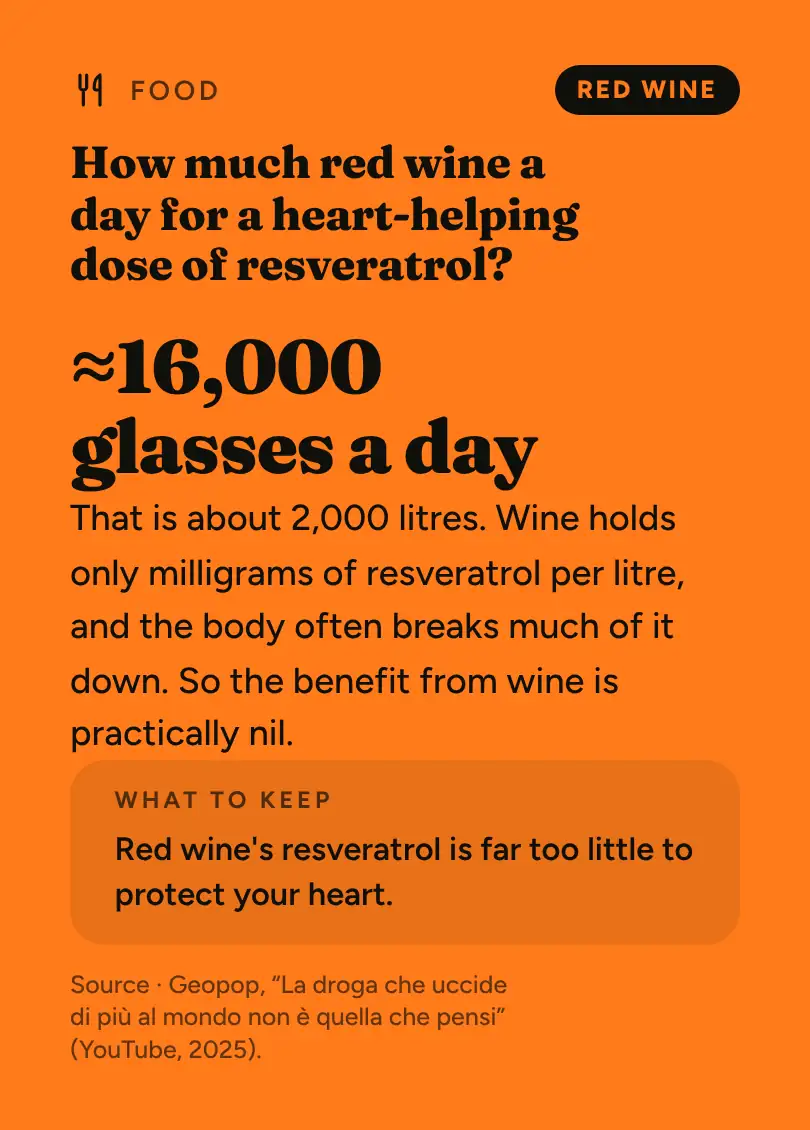 FOOD
RED WINE
How much red wine a
day for a heart-helping
dose of resveratrol?
≈16,000
glasses a day
That is about 2,000 litres. Wine holds
only milligrams of resveratrol per litre,
and the body often breaks much of it
down. So the benefit from wine is
practically nil.
WHAT TO KEEP
Red wine's resveratrol is far too little to
protect your heart.
Source · Geopop, “La droga che uccide
di più al mondo non è quella che pensi”
(YouTube, 2025).